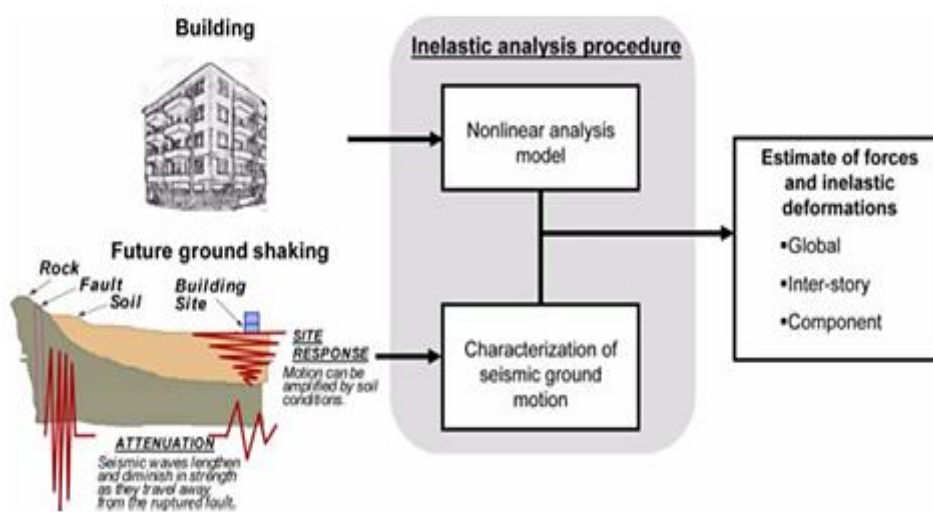 Building
Inelastic analysis procedure
Nonlinear analysis
model
Estimate of forces
and inelastic
deformations
•Global
•Inter-story
•Component
Future ground shaking
Rock
Fault
Soil
Building
Site
SITE
RESPONSE
Motion can be
amplified by soil
conditions.
Characterization of
seismic ground
motion
ATTENUATION
Seismic waves lengthen
and diminish in strength
as they travel away
from the ruptured fault.